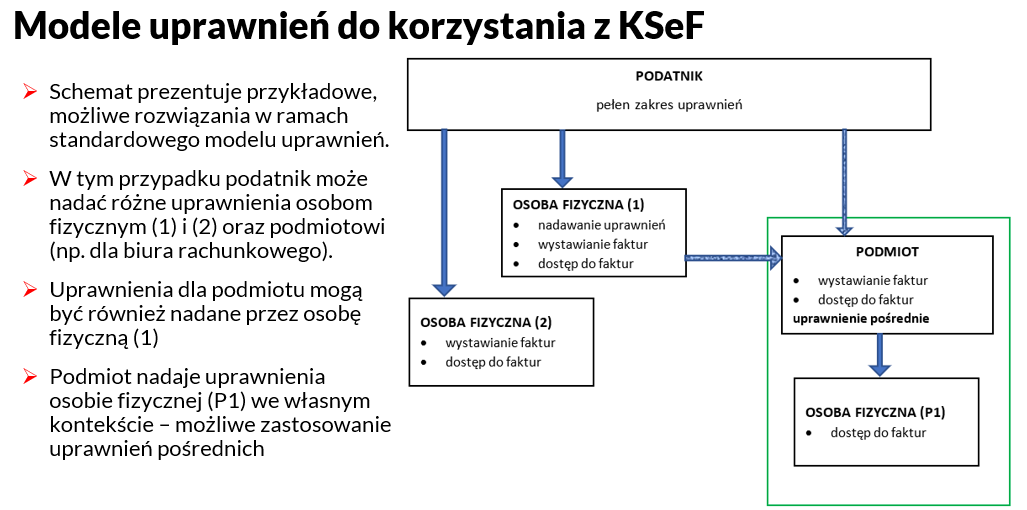 Modele uprawnień do korzystania z KSeF
Schemat prezentuje przykładowe,
możliwe rozwiązania w ramach
standardowego modelu uprawnień.
W tym przypadku podatnik może
nadać różne uprawnienia osobom
fizycznym (1) i (2) oraz podmiotowi
(np. dla biura rachunkowego).
Uprawnienia dla podmiotu mogą
być również nadane przez osobę
fizyczną (1)
Podmiot nadaje uprawnienia
osobie fizycznej (P1) we własnym
kontekście – możliwe zastosowanie
uprawnień pośrednich
PODATNIK
pełen zakres uprawnień
OSOBA FIZYCZNA (1)
• nadawanie uprawnień
• wystawianie faktur
• dostęp do faktur
OSOBA FIZYCZNA (2)
• wystawianie faktur
• dostęp do faktur
PODMIOT
• wystawianie faktur
• dostęp do faktur
uprawnienie pośrednie
OSOBA FIZYCZNA (P1)
• dostęp do faktur